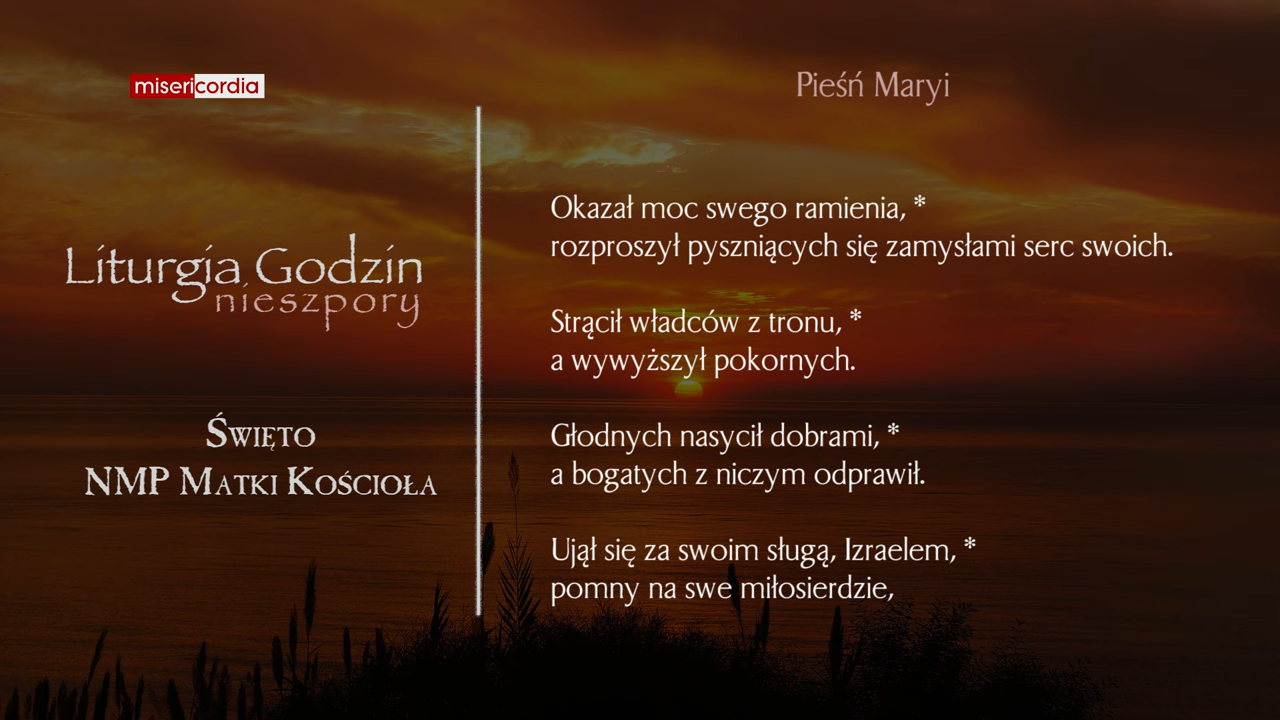 misericordia
Liturgia Godzin
nieszpory
Święto
NMP Matki Kościoła
Pieśń Maryi
Okazał moc swego ramienia, *
rozproszył pyszniących się zamysłami serc swoich.
Strącił władców z tronu, *
a wywyższył pokornych.
Głodnych nasycił dobrami, *
a bogatych z niczym odprawił.
Ujął się za swoim sługą, Izraelem, *
pomny na swe miłosierdzie,